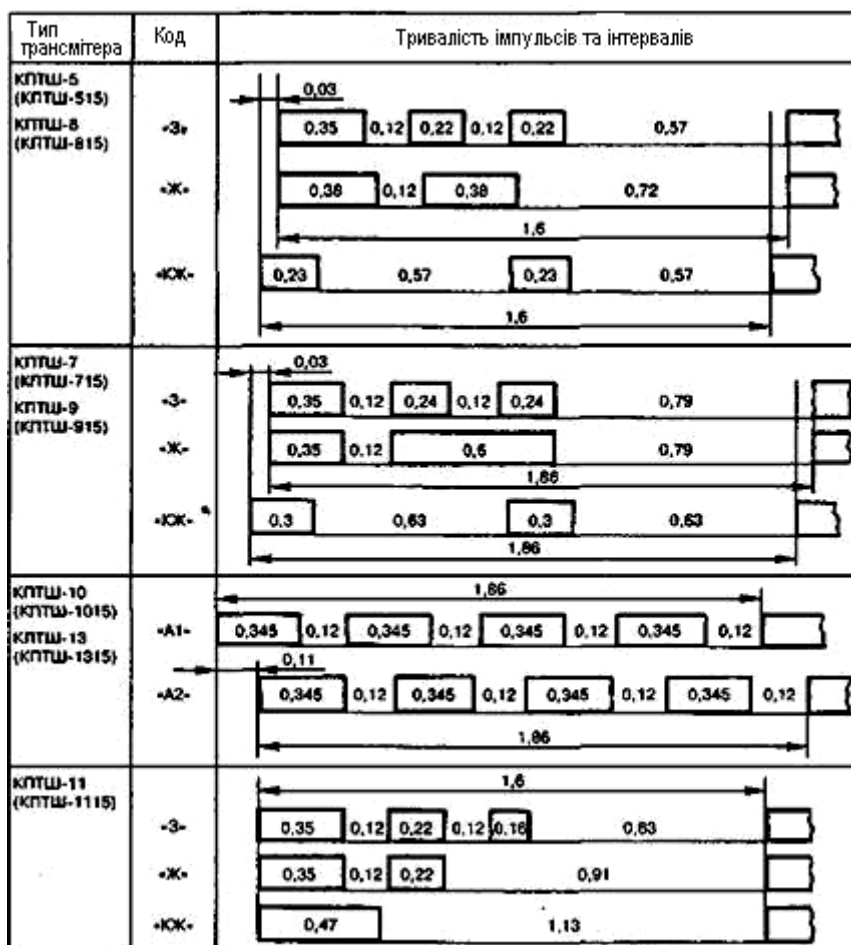 Тип трансмітера
Код
Тривалість імпульсів та інтервалів
КПТШ-5
(КПТШ-515)
КПТШ-8
(КПТШ-815)
0,03
«З»
0,35 0,12 0,22 0,12 0,22 0,57
«Ж»
0,38 0,12 0,38 0,72
1,6
«КЖ»
0,23 0,57 0,23 0,57
1,6
КПТШ-7
(КПТШ-715)
КПТШ-9
(КПТШ-915)
0,03
«З»
0,35 0,12 0,24 0,12 0,24 0,79
«Ж»
0,35 0,12 0,6 0,79
1,86
«КЖ»
0,3 0,63 0,3 0,63
1,86
КПТШ-10
(КПТШ-1015)
КПТШ-13
(КПТШ-1315)
1,86
«А1»
0,345 0,12 0,345 0,12 0,345 0,12 0,345 0,12
0,11
«А2»
0,345 0,12 0,345 0,12 0,345 0,12 0,345 0,12
1,86
КПТШ-11
(КПТШ-1115)
1,6
«З»
0,35 0,12 0,22 0,12 0,16 0,63
«Ж»
0,35 0,12 0,22 0,91
«КЖ»
0,47 1,13